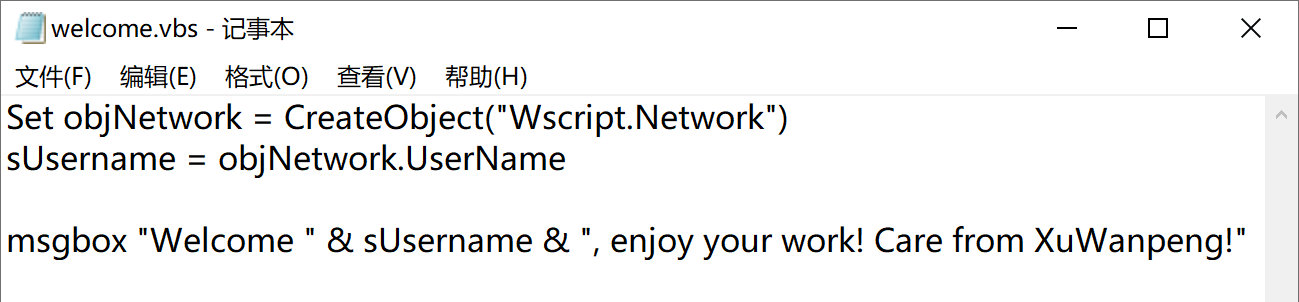 welcome.vbs - 记事本
文件(F) 编辑(E) 格式(O) 查看(V) 帮助(H)
Set objNetwork = CreateObject("Wscript.Network")
sUsername = objNetwork.UserName
msgbox "Welcome " & sUsername & ", enjoy your work! Care from XuWanpeng!"